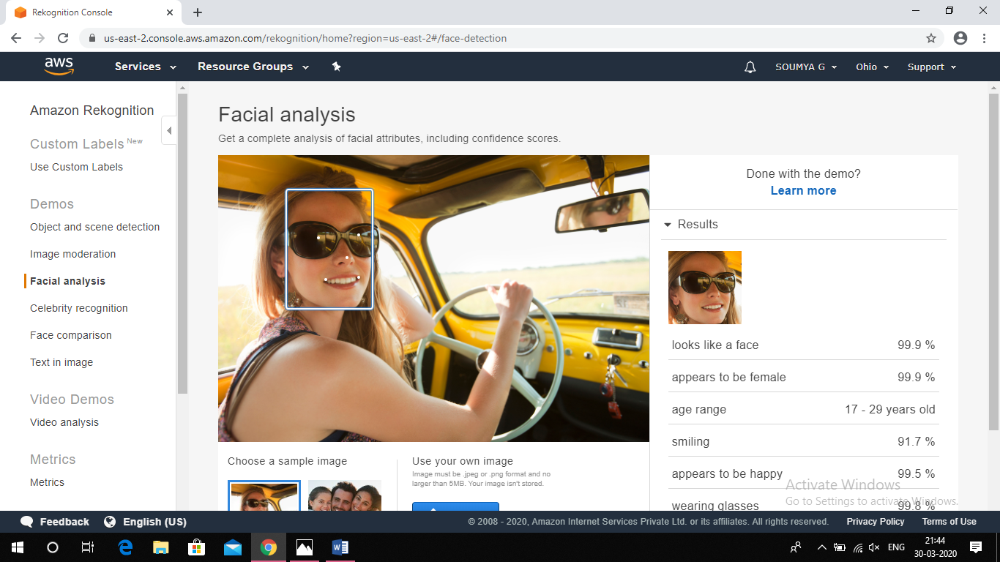 Rekognition Console
us-east-2.console.aws.amazon.com/rekognition/home?region=us-east-2#/face-detection
aws Services Resource Groups SOUMYA G Ohio Support
Amazon Rekognition
Custom Labels New
Use Custom Labels
Demos
Object and scene detection
Image moderation
Facial analysis
Celebrity recognition
Face comparison
Text in image
Video Demos
Video analysis
Metrics
Metrics
Facial analysis
Get a complete analysis of facial attributes, including confidence scores.
Choose a sample image
Use your own image
Image must be .jpeg or .png format and no
larger than 5MB. Your image isn't stored.
Done with the demo?
Learn more
Results
looks like a face 99.9 %
appears to be female 99.9 %
age range 17 - 29 years old
smiling 91.7 %
appears to be happy 99.5 %
wearing glasses 99.8 %
Activate Windows
Go to Settings to activate Windows.
Feedback English (US) © 2008 - 2020, Amazon Internet Services Private Ltd. or its affiliates. All rights reserved. Privacy Policy Terms of Use
ENG 21:44
30-03-2020